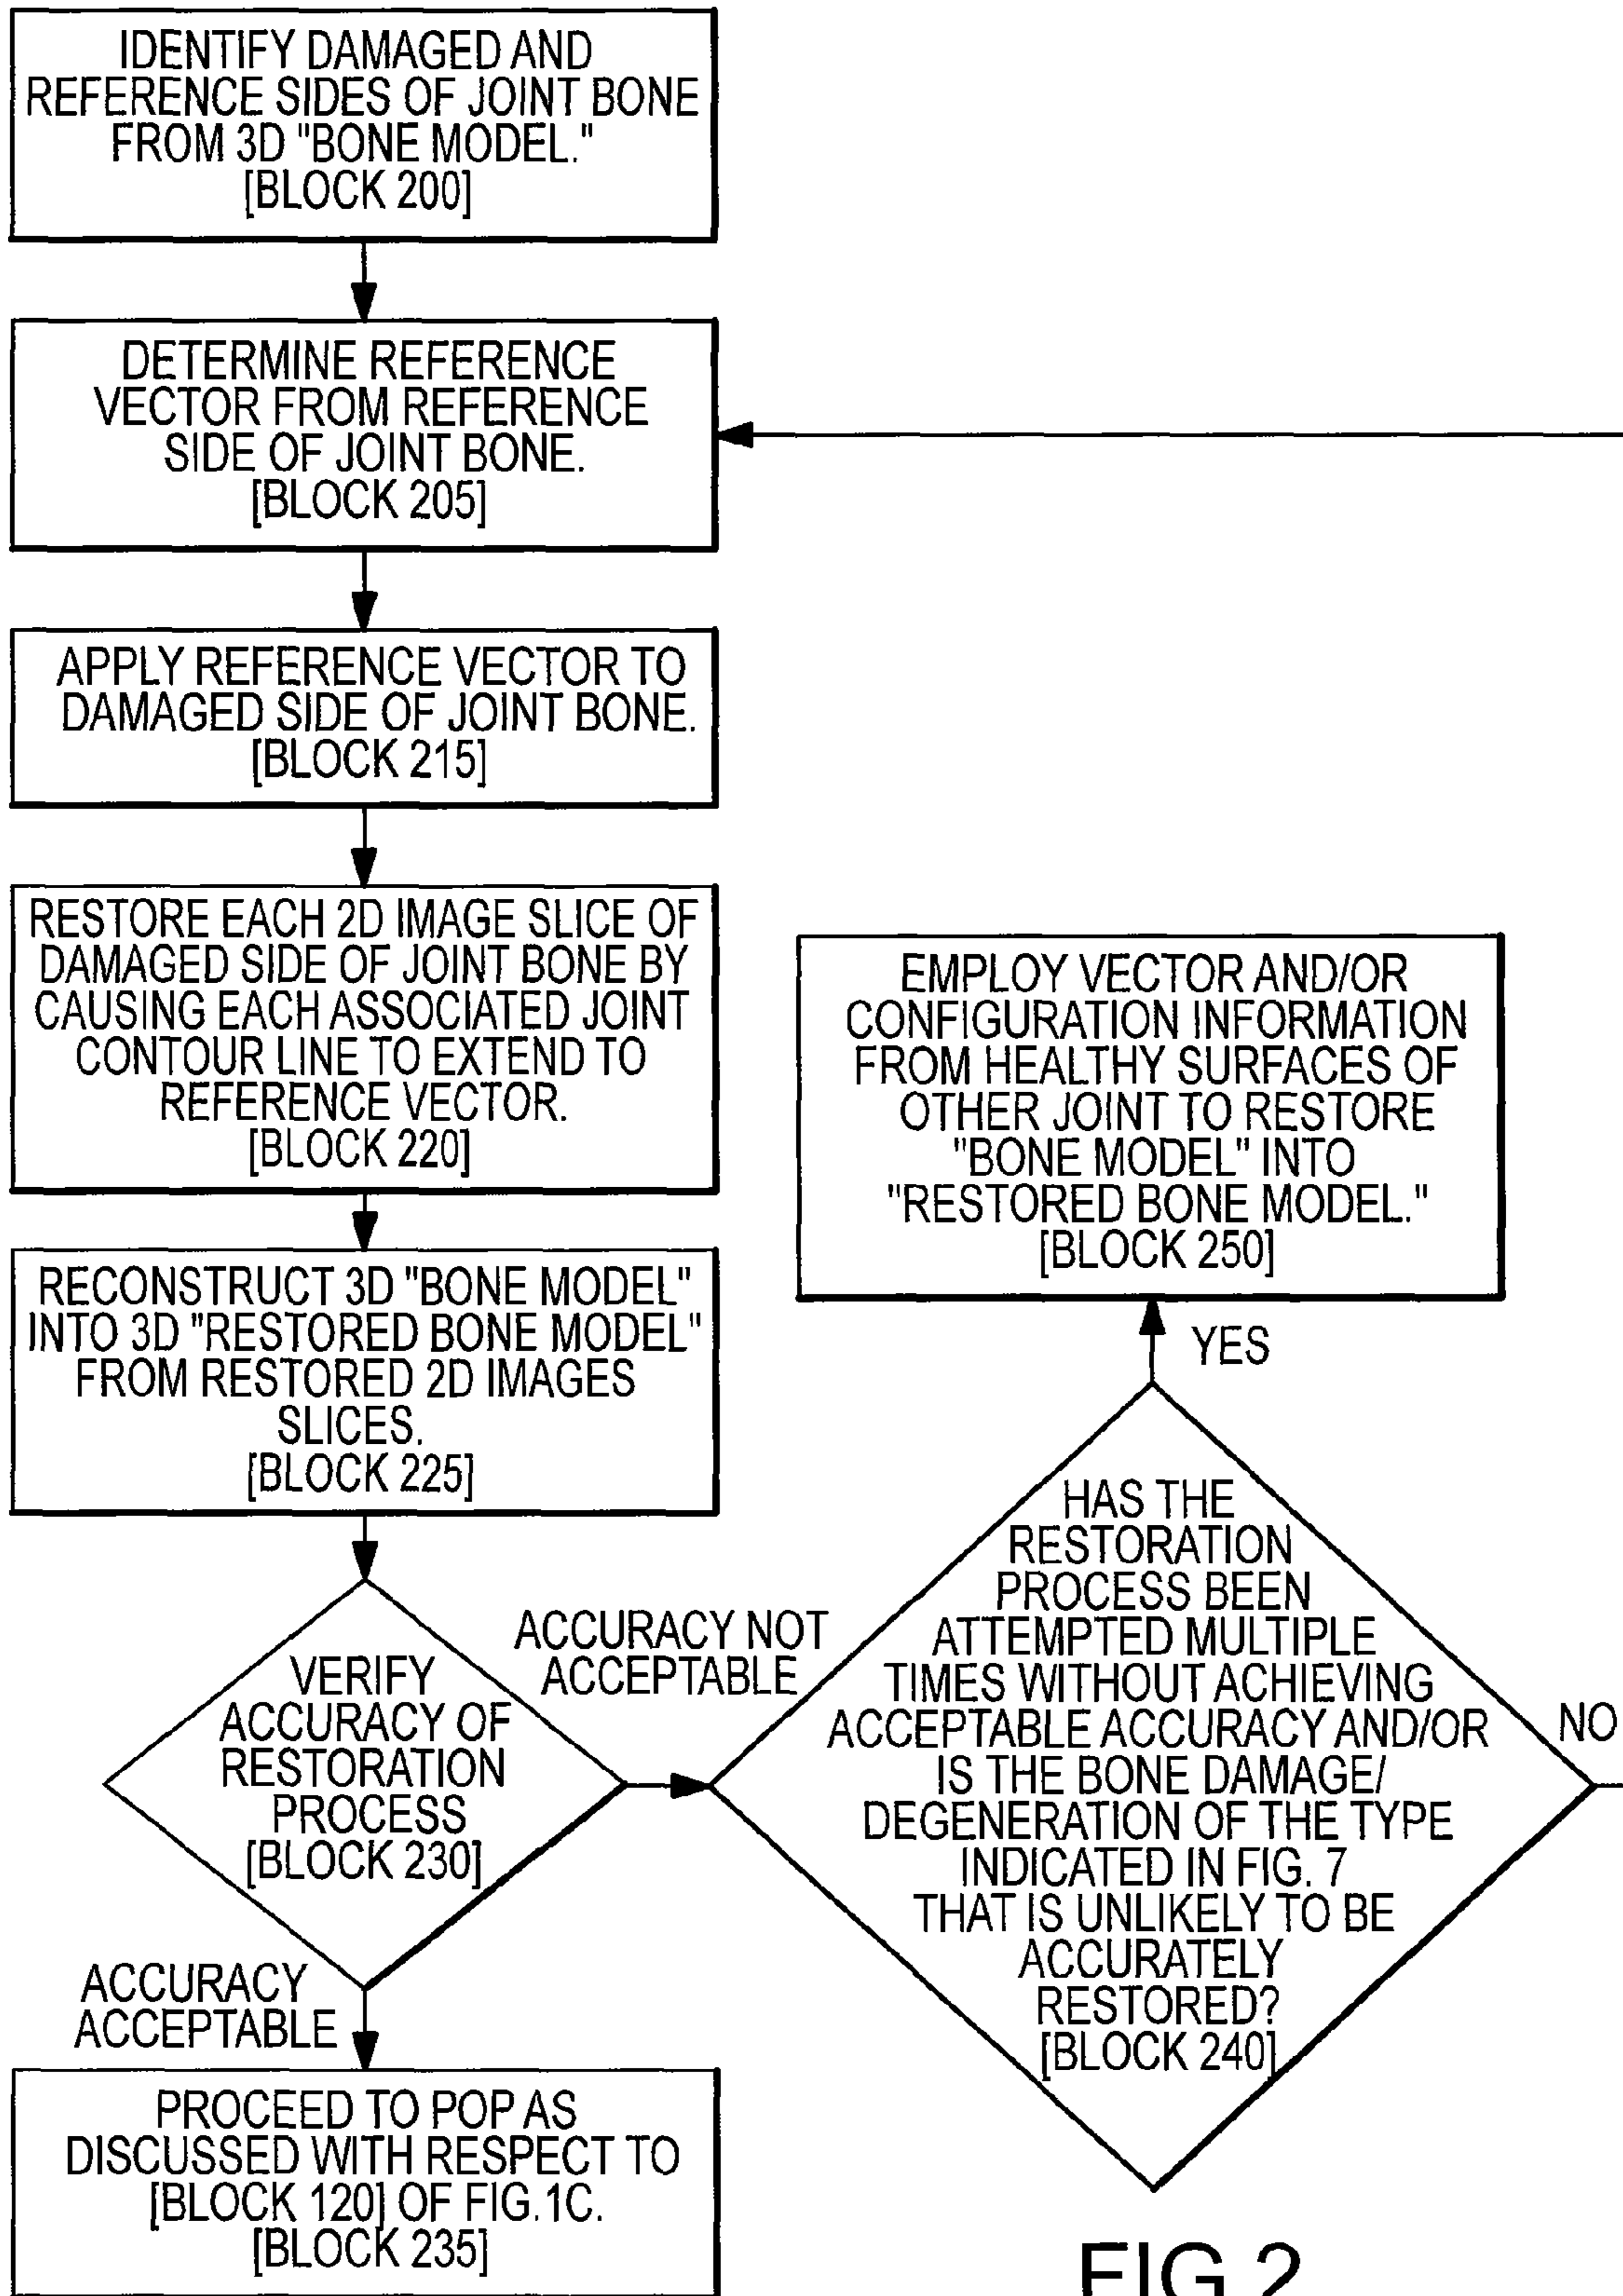 IDENTIFY DAMAGED AND
REFERENCE SIDES OF JOINT BONE
FROM 3D "BONE MODEL."
[BLOCK 200]
DETERMINE REFERENCE
VECTOR FROM REFERENCE
SIDE OF JOINT BONE.
[BLOCK 205]
APPLY REFERENCE VECTOR TO
DAMAGED SIDE OF JOINT BONE.
[BLOCK 215]
RESTORE EACH 2D IMAGE SLICE OF
DAMAGED SIDE OF JOINT BONE BY
CAUSING EACH ASSOCIATED JOINT
CONTOUR LINE TO EXTEND TO
REFERENCE VECTOR.
[BLOCK 220]
RECONSTRUCT 3D "BONE MODEL"
INTO 3D "RESTORED BONE MODEL"
FROM RESTORED 2D IMAGES
SLICES.
[BLOCK 225]
VERIFY
ACCURACY OF
RESTORATION
PROCESS
[BLOCK 230]
ACCURACY
ACCEPTABLE
PROCEED TO POP AS
DISCUSSED WITH RESPECT TO
[BLOCK 120] OF FIG.1C.
[BLOCK 235]
ACCURACY NOT
ACCEPTABLE
HAS THE
RESTORATION
PROCESS BEEN
ATTEMPTED MULTIPLE
TIMES WITHOUT ACHIEVING
ACCEPTABLE ACCURACY AND/OR
IS THE BONE DAMAGE/
DEGENERATION OF THE TYPE
INDICATED IN FIG. 7
THAT IS UNLIKELY TO BE
ACCURATELY
RESTORED?
[BLOCK 240]
YES
EMPLOY VECTOR AND/OR
CONFIGURATION INFORMATION
FROM HEALTHY SURFACES OF
OTHER JOINT TO RESTORE
"BONE MODEL" INTO
"RESTORED BONE MODEL."
[BLOCK 250]
NO
FIG.2